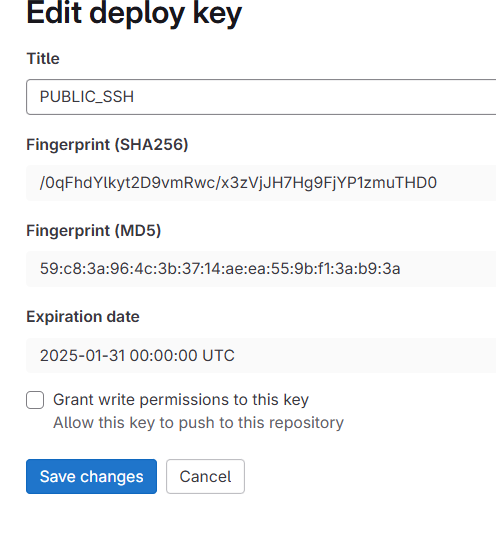 Edit deploy key
Title
PUBLIC_SSH
Fingerprint (SHA256)
/0qFhdYlkyt2D9vmRwc/x3zVjJH7Hg9FjYP1zmuTHD0
Fingerprint (MD5)
59:c8:3a:96:4c:3b:37:14:ae:ea:55:9b:f1:3a:b9:3a
Expiration date
2025-01-31 00:00:00 UTC
Grant write permissions to this key
Allow this key to push to this repository
Save changes
Cancel